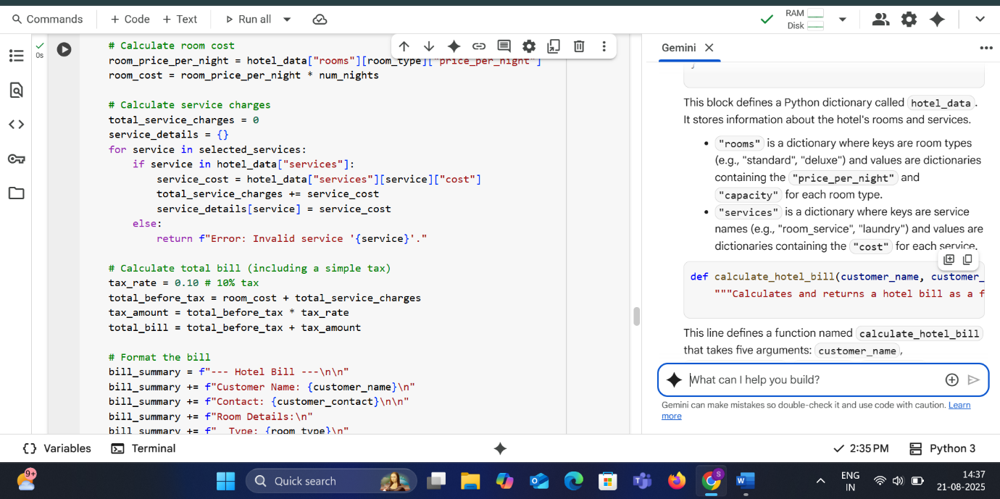 Commands
+ Code
+ Text
Run all
RAM
Disk
0s
# Calculate room cost
room_price_per_night = hotel_data["rooms"][room_type]["price_per_night"]
room_cost = room_price_per_night * num_nights
# Calculate service charges
total_service_charges = 0
service_details = {}
for service in selected_services:
    if service in hotel_data["services"]:
        service_cost = hotel_data["services"][service]["cost"]
        total_service_charges += service_cost
        service_details[service] = service_cost
    else:
        return f"Error: Invalid service '{service}'."
# Calculate total bill (including a simple tax)
tax_rate = 0.10 # 10% tax
total_before_tax = room_cost + total_service_charges
tax_amount = total_before_tax * tax_rate
total_bill = total_before_tax + tax_amount
# Format the bill
bill_summary = f"--- Hotel Bill ---\n\n"
bill_summary += f"Customer Name: {customer_name}\n"
bill_summary += f"Contact: {customer_contact}\n\n"
bill_summary += f"Room Details:\n"
bill_summary += f"  Type: {room_type}\n"
Gemini
This block defines a Python dictionary called hotel_data.
It stores information about the hotel's rooms and services.
• "rooms" is a dictionary where keys are room types
(e.g., "standard", "deluxe") and values are dictionaries
containing the "price_per_night" and
"capacity" for each room type.
• "services" is a dictionary where keys are service
names (e.g., "room_service", "laundry") and values are
dictionaries containing the "cost" for each service.
def calculate_hotel_bill(customer_name, customer_
    """Calculates and returns a hotel bill as a f
This line defines a function named calculate_hotel_bill
that takes five arguments: customer_name,
What can I help you build?
Gemini can make mistakes so double-check it and use code with caution. Learn
more
Variables
Terminal
2:35 PM
Python 3
9+
Quick search
S
ENG
IN
14:37
21-08-2025